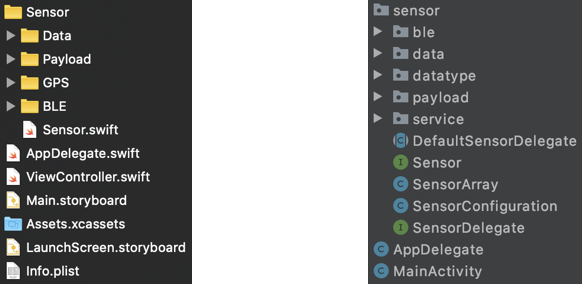 Sensor
Data
Payload
GPS
BLE
Sensor.swift
AppDelegate.swift
ViewController.swift
Main.storyboard
Assets.xcassets
LaunchScreen.storyboard
Info.plist
sensor
ble
data
datatype
payload
service
C DefaultSensorDelegate
I Sensor
C SensorArray
C SensorConfiguration
I SensorDelegate
C AppDelegate
C MainActivity